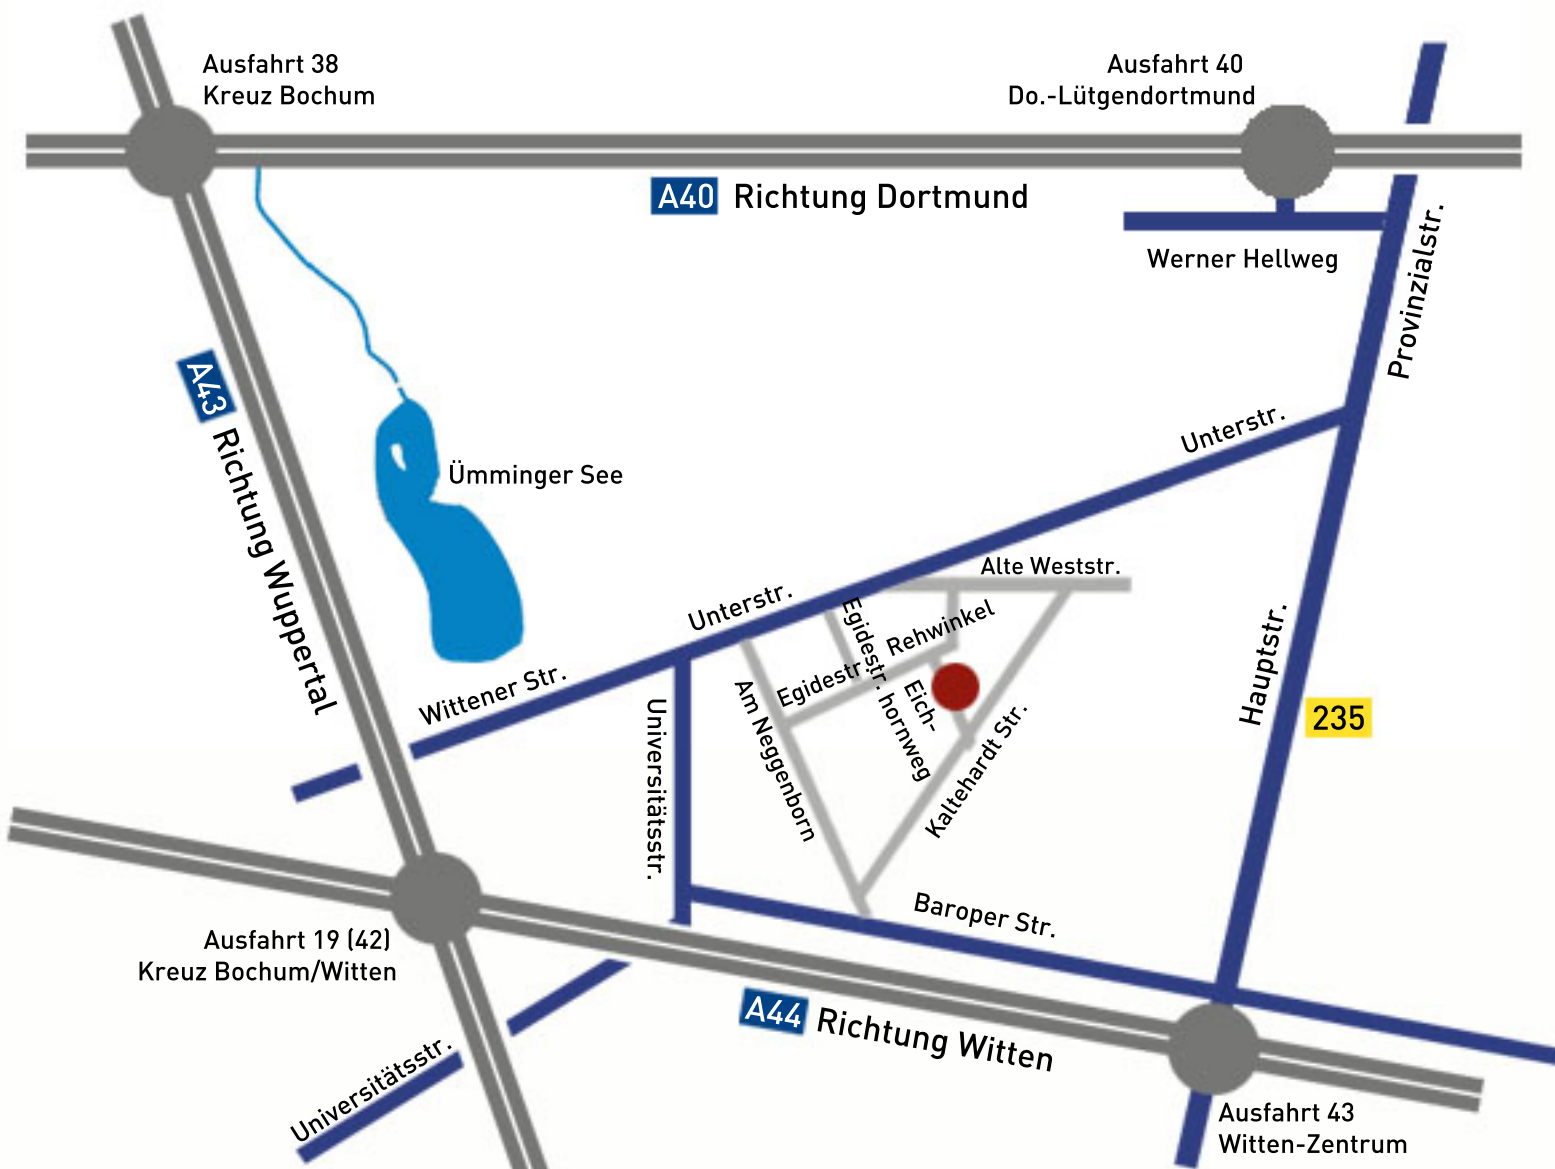 Ausfahrt 38
Kreuz Bochum
Ausfahrt 40
Do.-Lütgendortmund
A40 Richtung Dortmund
Werner Hellweg
Provinzialstr.
A43 Richtung Wuppertal
Ümminger See
Unterstr.
Alte Weststr.
Unterstr.
Egidestr.
Rehwinkel
Wittener Str.
Egidestr.
Am Neggenborn
Eich-
hornweg
Kaltehardt Str.
Universitätsstr.
Hauptstr.
235
Baroper Str.
Ausfahrt 19 (42)
Kreuz Bochum/Witten
A44 Richtung Witten
Universitätsstr.
Ausfahrt 43
Witten-Zentrum